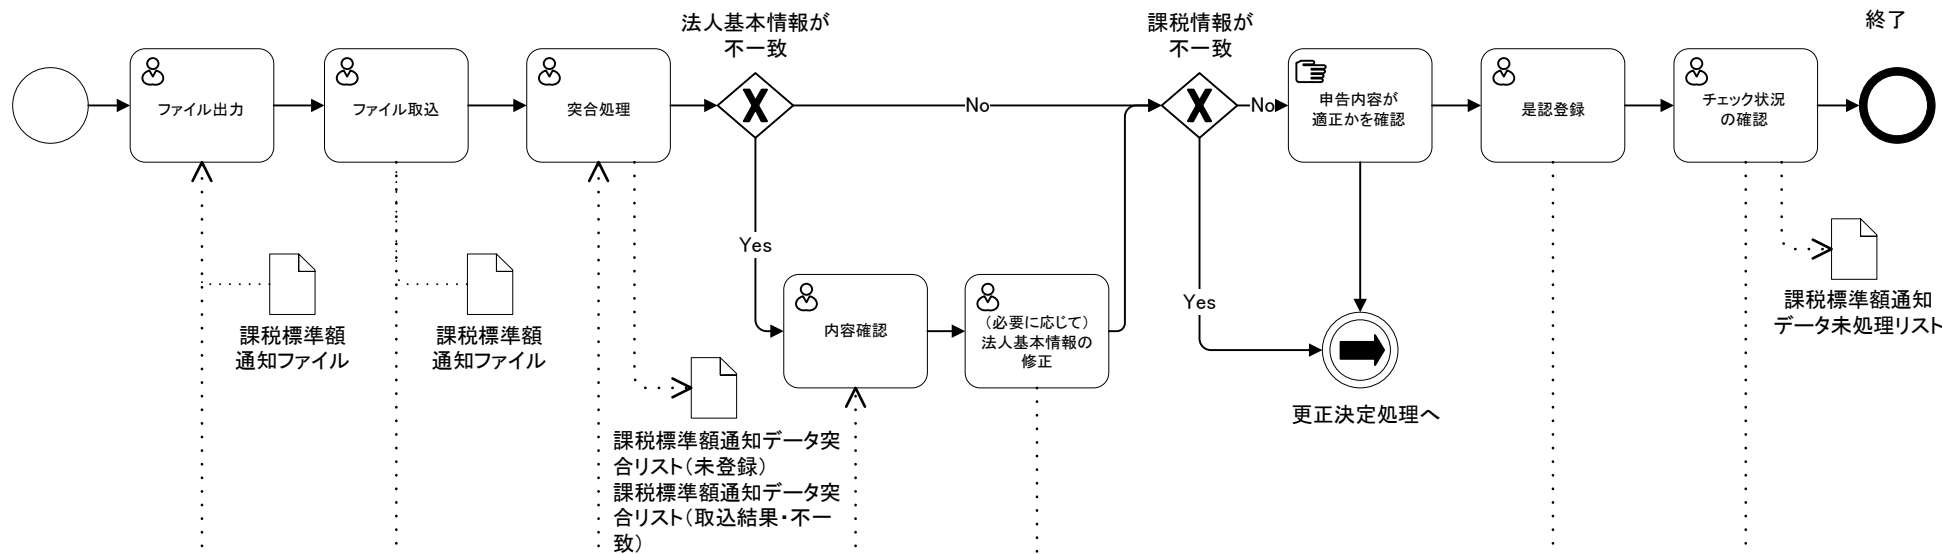 法人基本情報が
不一致
課税情報が
不一致
終了
ファイル出力
ファイル取込
突合処理
No
No
申告内容が
適正かを確認
是認登録
チェック状況
の確認
Yes
Yes
課税標準額
通知ファイル
課税標準額
通知ファイル
内容確認
（必要に応じて）
法人基本情報の
修正
課税標準額通知
データ未処理リスト
更正決定処理へ
課税標準額通知データ突
合リスト（未登録）
課税標準額通知データ突
合リスト（取込結果・不一
致）